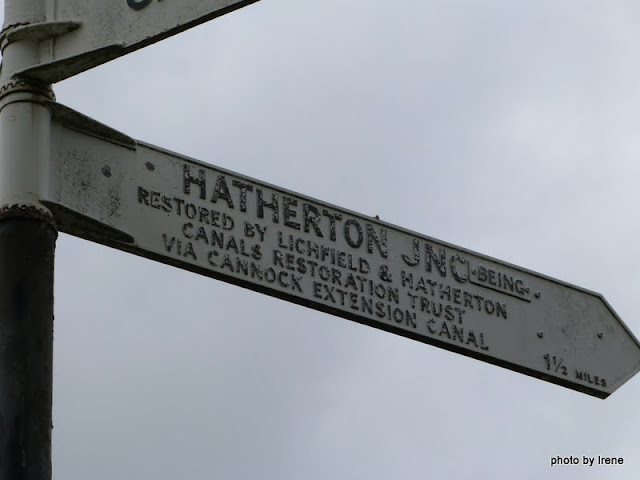 HATHERTON JNC BEING
RESTORED BY LICHFIELD & HATHERTON
CANALS RESTORATION TRUST
VIA CANNOCK EXTENSION CANAL
1½ MILES
photo by Irene